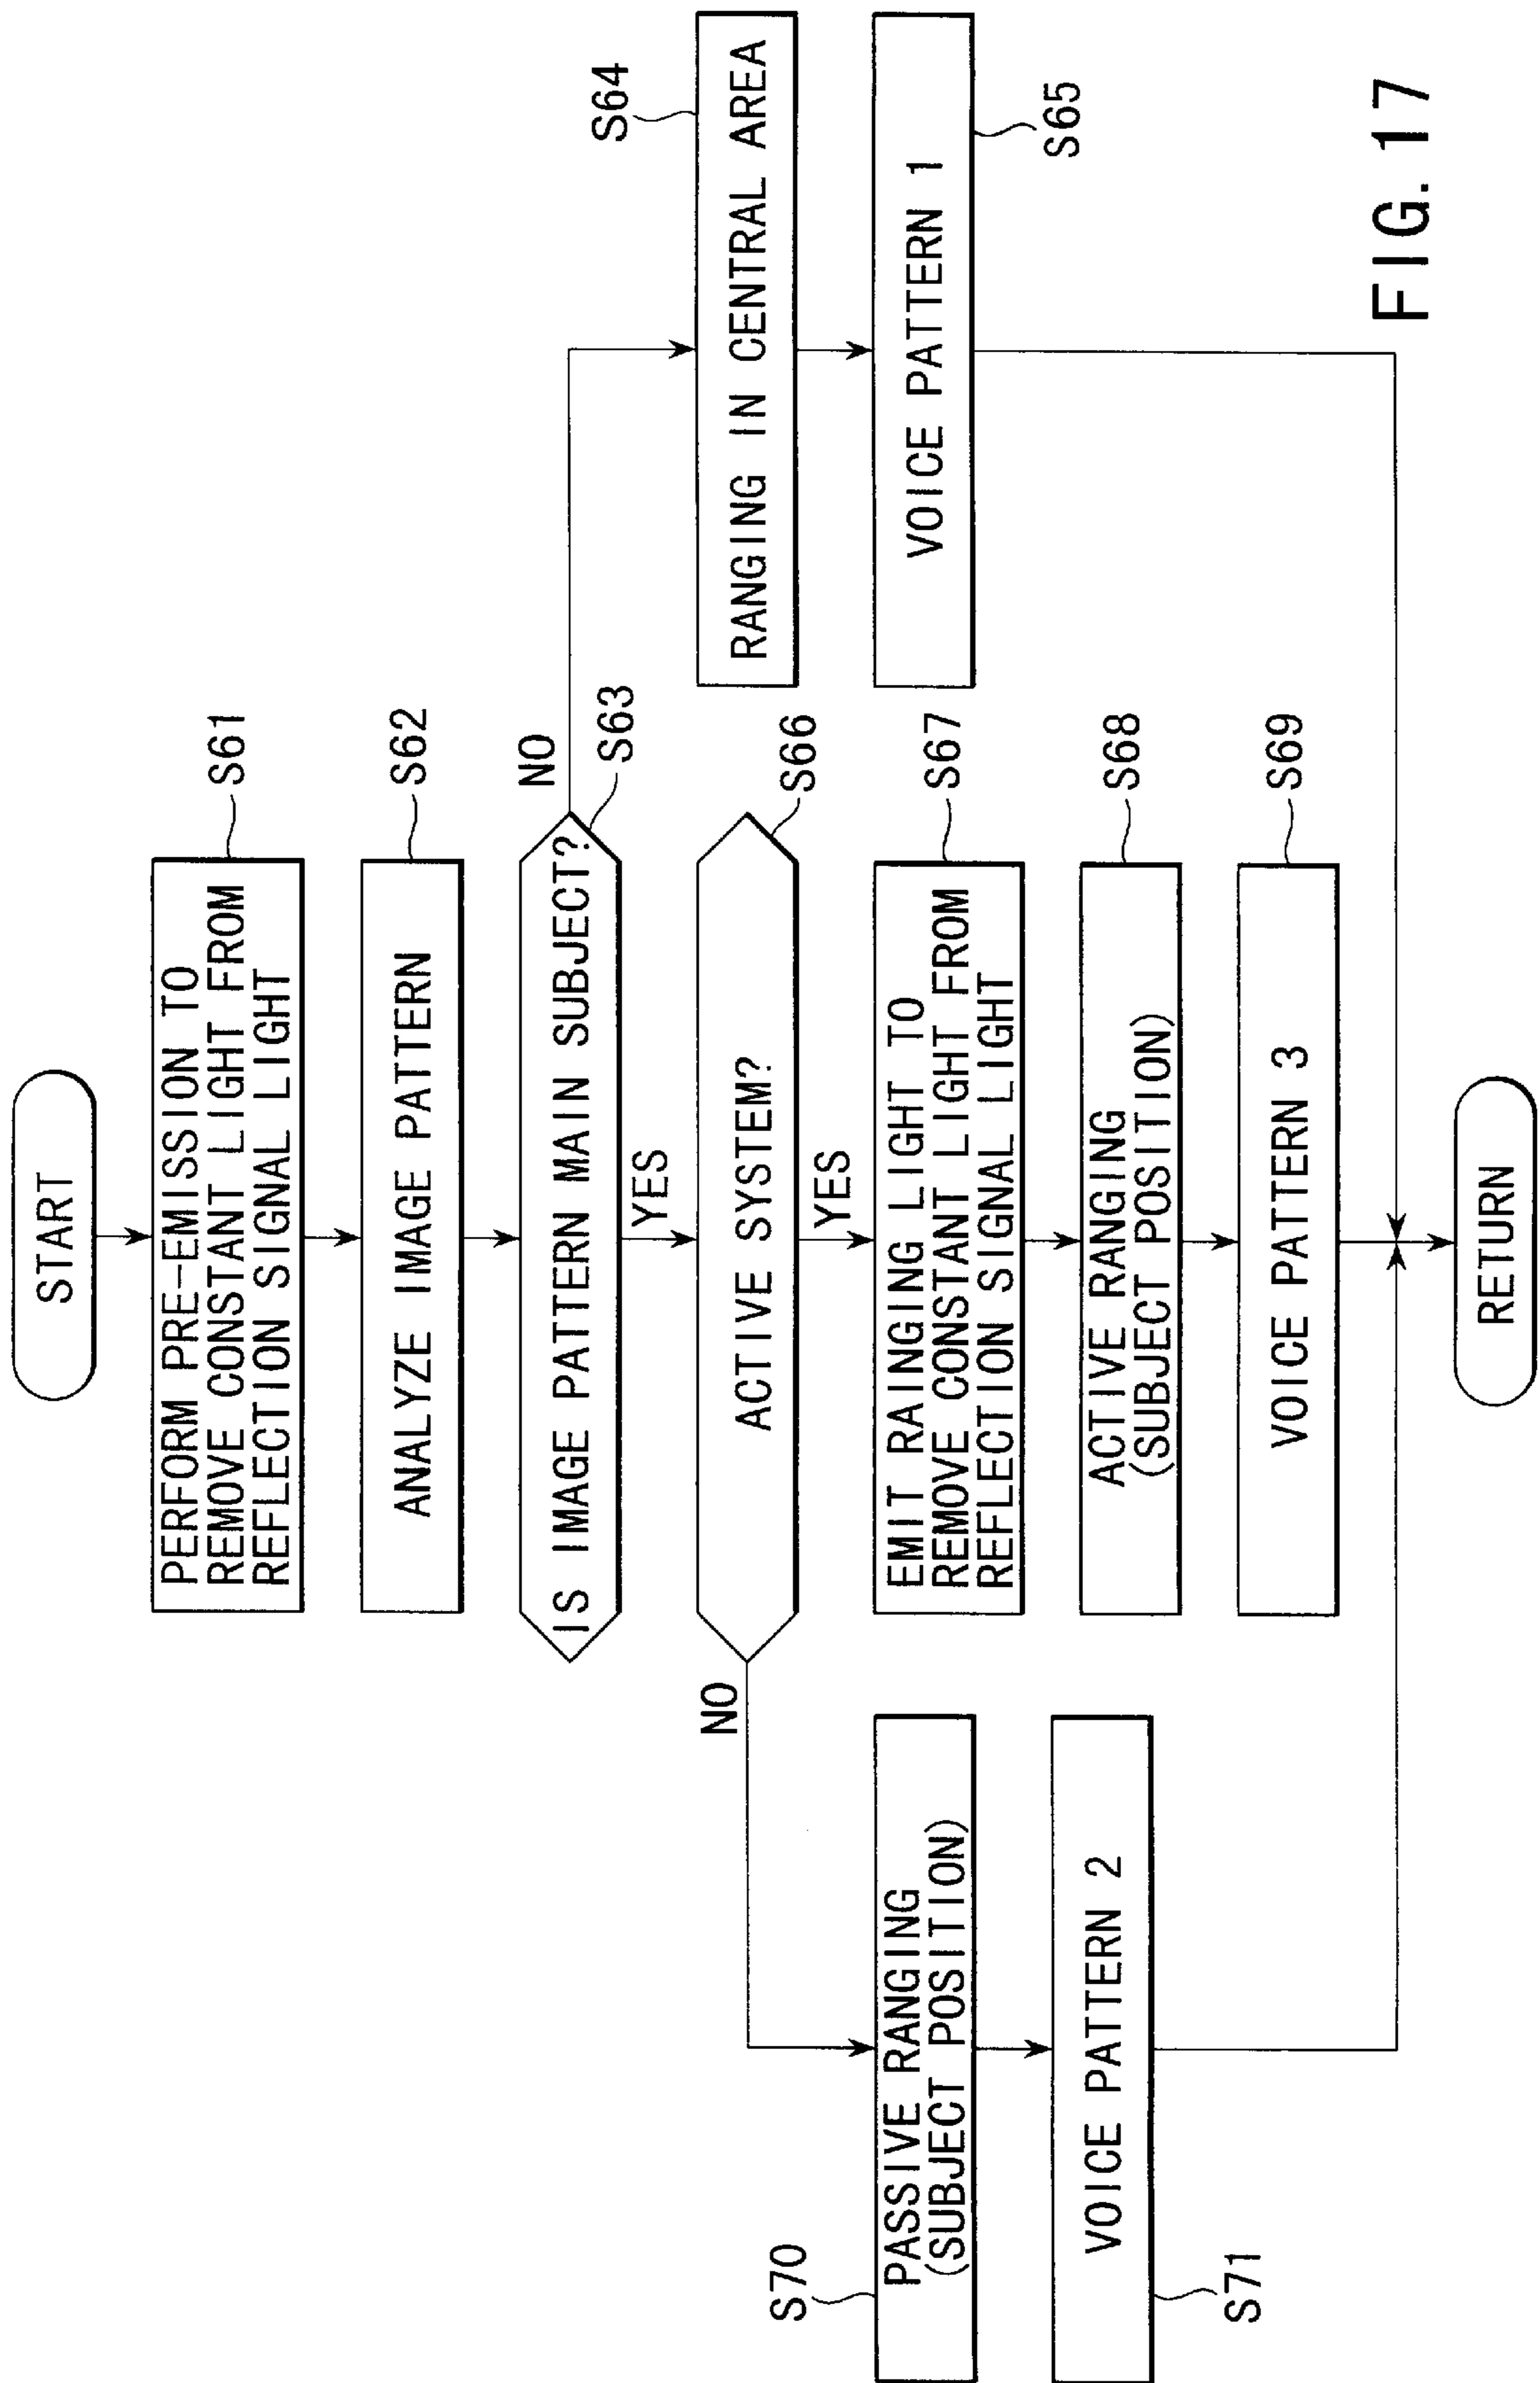 START
PERFORM PRE-EMISSION TO
REMOVE CONSTANT LIGHT FROM
REFLECTION SIGNAL LIGHT
S61
ANALYZE IMAGE PATTERN
S62
IS IMAGE PATTERN MAIN SUBJECT?
NO
S63
YES
RANGING IN CENTRAL AREA
S64
VOICE PATTERN 1
S65
ACTIVE SYSTEM?
S66
NO
YES
EMIT RAINGING LIGHT TO
REMOVE CONSTANT LIGHT FROM
REFLECTION SIGNAL LIGHT
S67
ACTIVE RANGING
(SUBJECT POSITION)
S68
VOICE PATTERN 3
S69
S70
PASSIVE RANGING
(SUBJECT POSITION)
VOICE PATTERN 2
S71
RETURN
FIG. 17